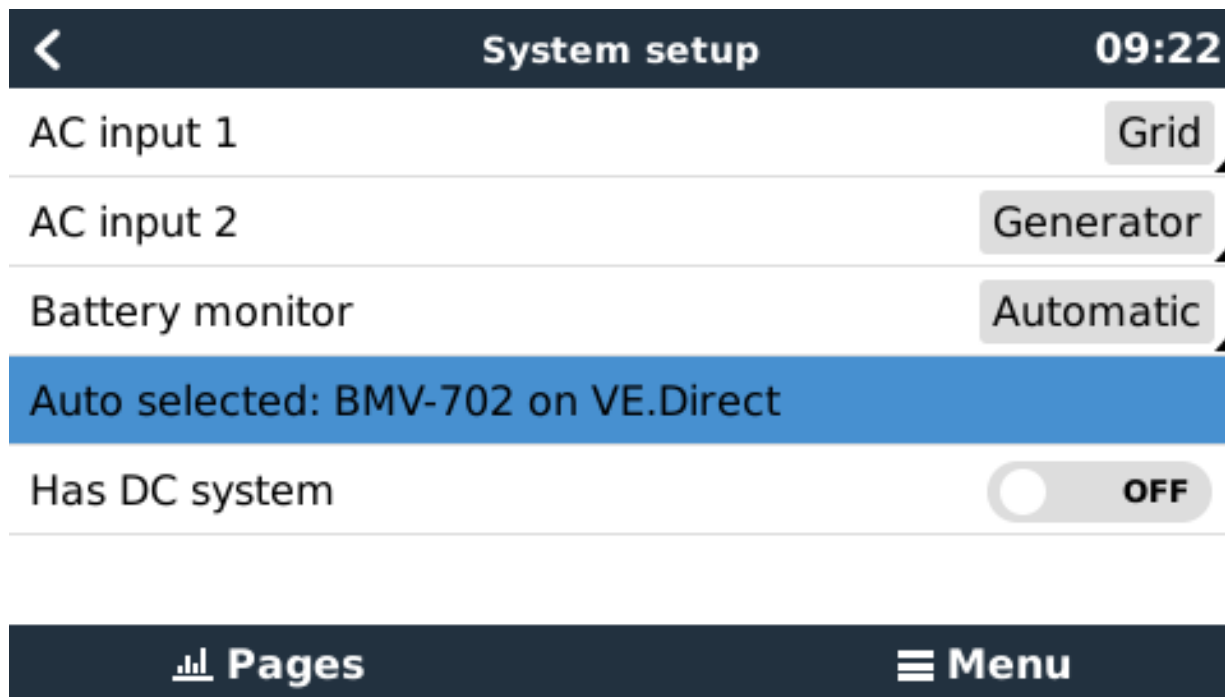 System setup 09:22
AC input 1 Grid
AC input 2 Generator
Battery monitor Automatic
Auto selected: BMV-702 on VE.Direct
Has DC system OFF
Pages Menu